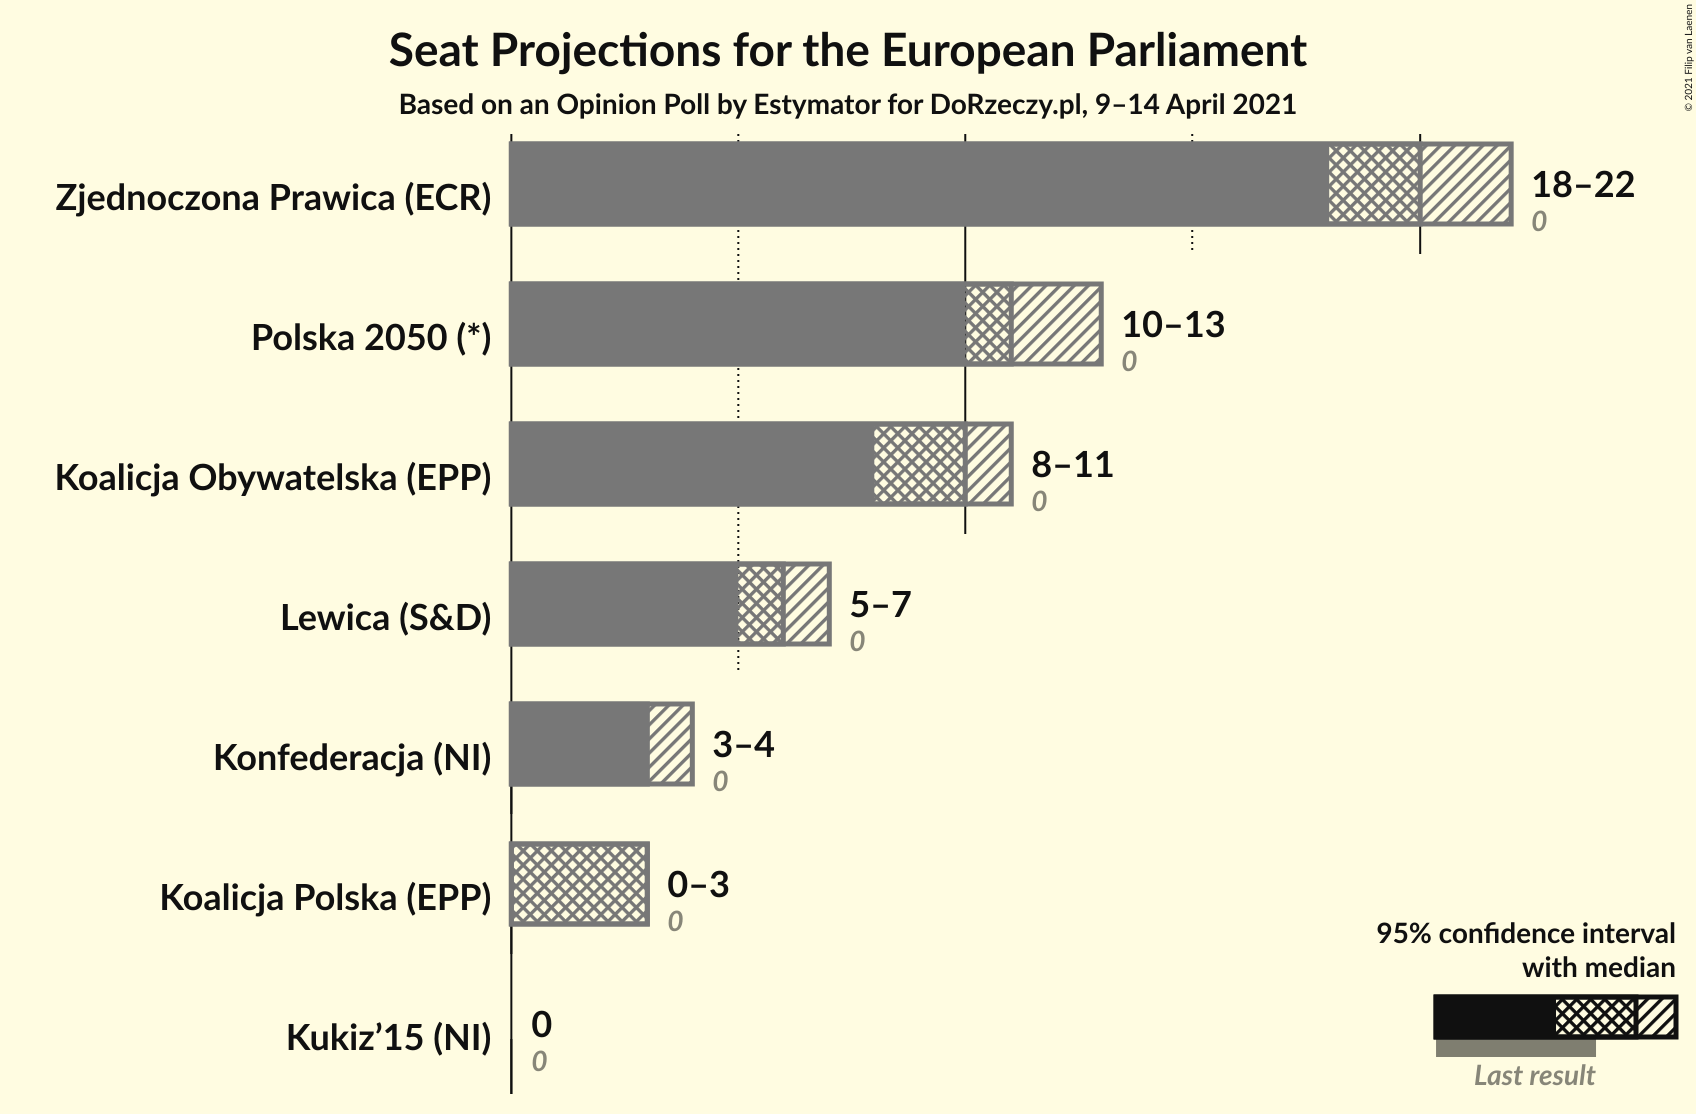 Seat Projections for the European Parliament
Based on an Opinion Poll by Estymator for DoRzeczy.pl, 9–14 April 2021
© 2021 Filip van Laenen
Zjednoczona Prawica (ECR)
18–22
0
Polska 2050 (*)
10–13
0
Koalicja Obywatelska (EPP)
8–11
0
Lewica (S&D)
5–7
0
Konfederacja (NI)
3–4
0
Koalicja Polska (EPP)
0–3
0
Kukiz’15 (NI)
0
0
95% confidence interval
with median
Last result